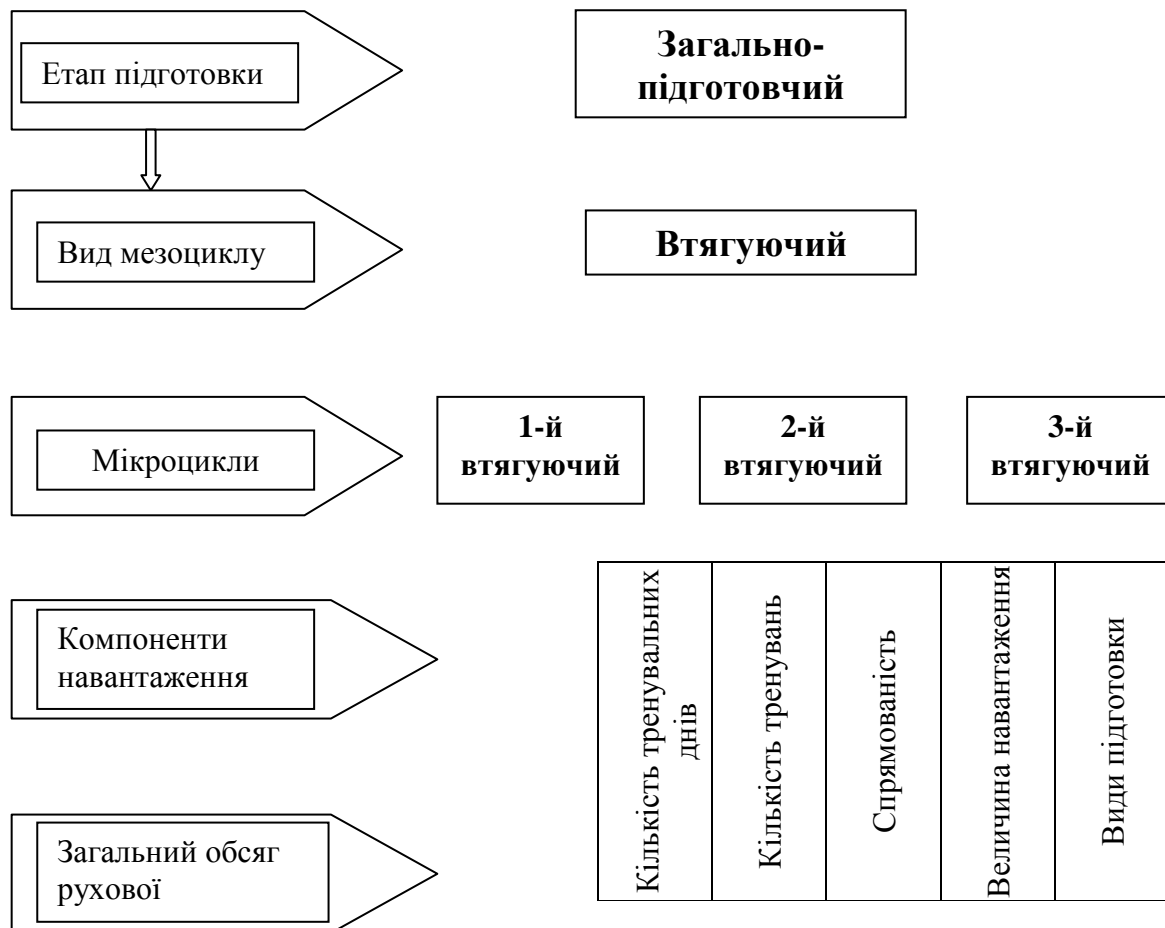 Етап підготовки
Загально-
підготовчий
Вид мезоциклу
Втягуючий
Мікроцикли
1-й
втягуючий
2-й
втягуючий
3-й
втягуючий
Компоненти
навантаження
Кількість тренувальних
днів
Кількість тренувань
Спрямованість
Величина навантаження
Види підготовки
Загальний обсяг
рухової